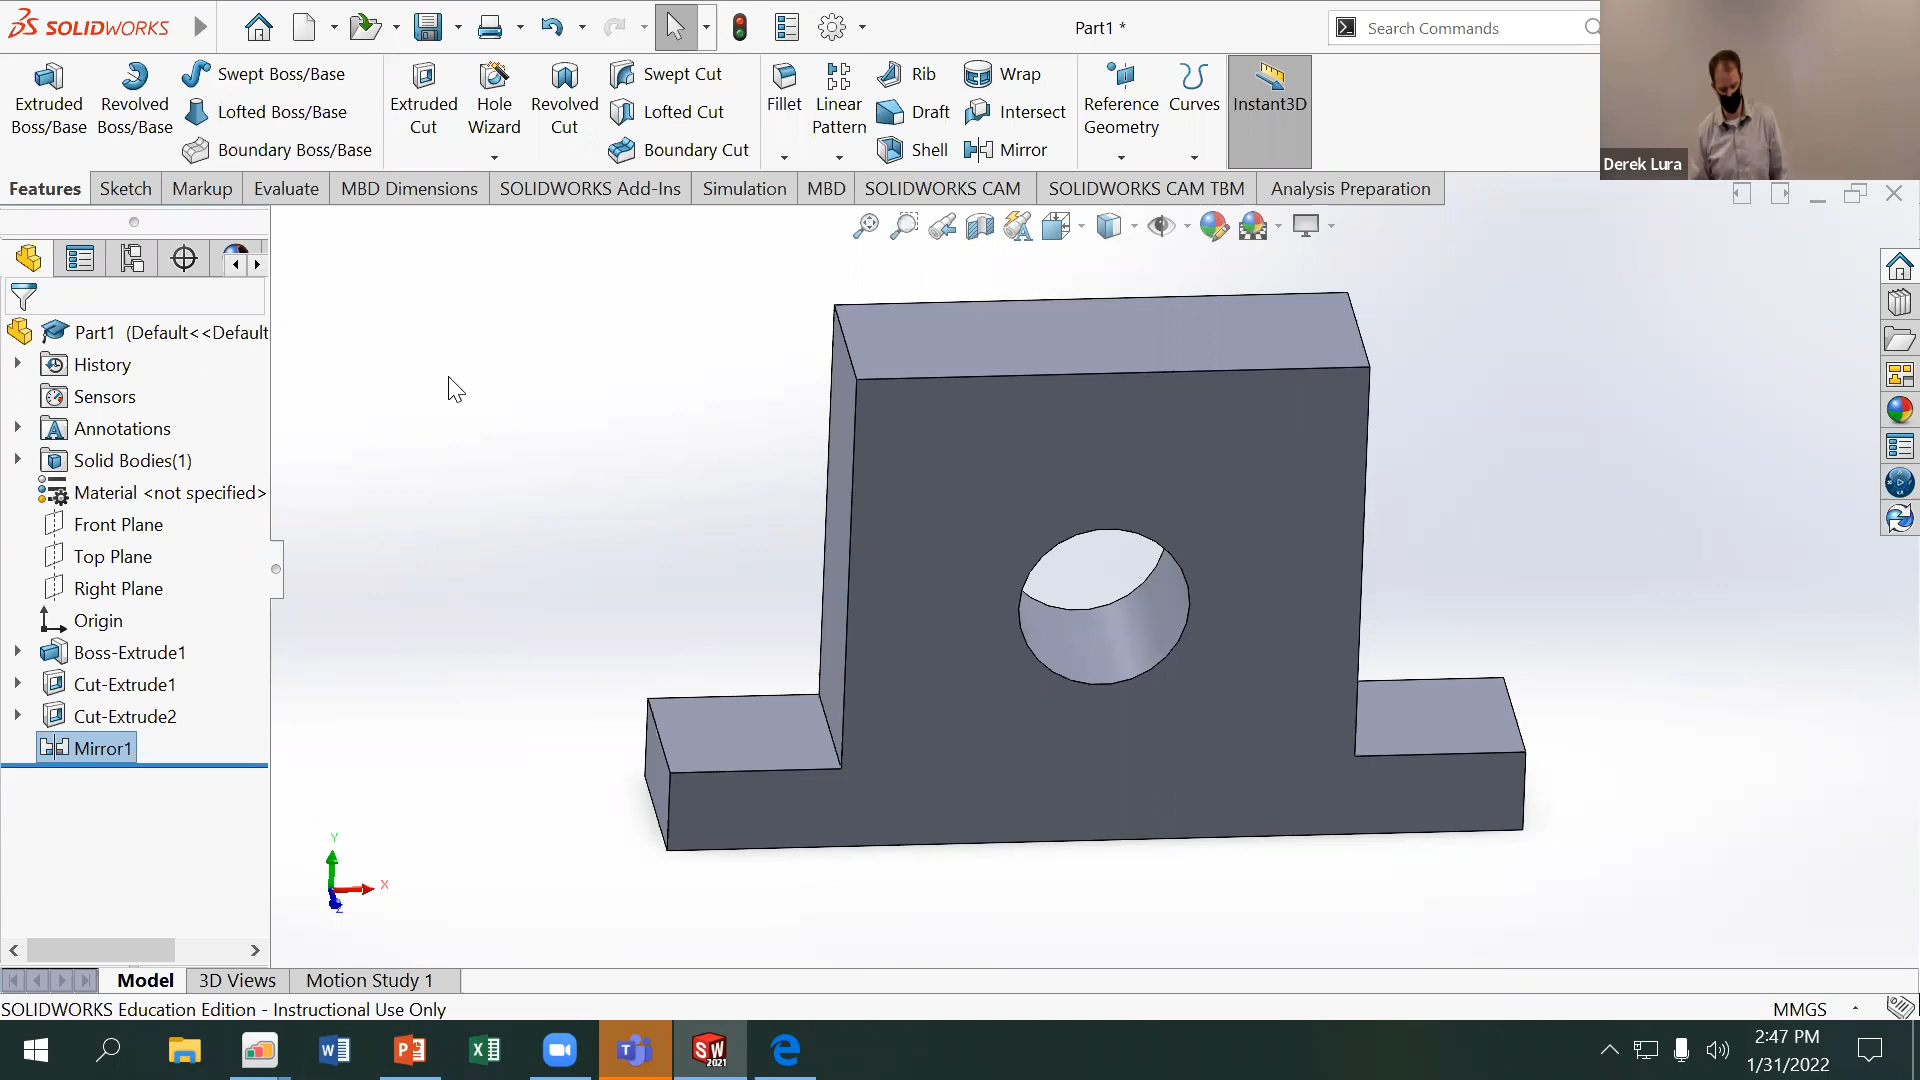 SOLIDWORKS
Part1 *
Search Commands
Extruded Boss/Base
Revolved Boss/Base
Swept Boss/Base
Lofted Boss/Base
Boundary Boss/Base
Extruded Cut
Hole Wizard
Revolved Cut
Swept Cut
Lofted Cut
Boundary Cut
Fillet
Linear Pattern
Rib
Draft
Shell
Wrap
Intersect
Mirror
Reference Geometry
Curves
Instant3D
Derek Lura
Features
Sketch
Markup
Evaluate
MBD Dimensions
SOLIDWORKS Add-Ins
Simulation
MBD
SOLIDWORKS CAM
SOLIDWORKS CAM TBM
Analysis Preparation
Part1 (Default<<Default
History
Sensors
Annotations
Solid Bodies(1)
Material <not specified>
Front Plane
Top Plane
Right Plane
Origin
Boss-Extrude1
Cut-Extrude1
Cut-Extrude2
Mirror1
Y
X
Z
Model
3D Views
Motion Study 1
SOLIDWORKS Education Edition - Instructional Use Only
MMGS
SW
2021
2:47 PM
1/31/2022